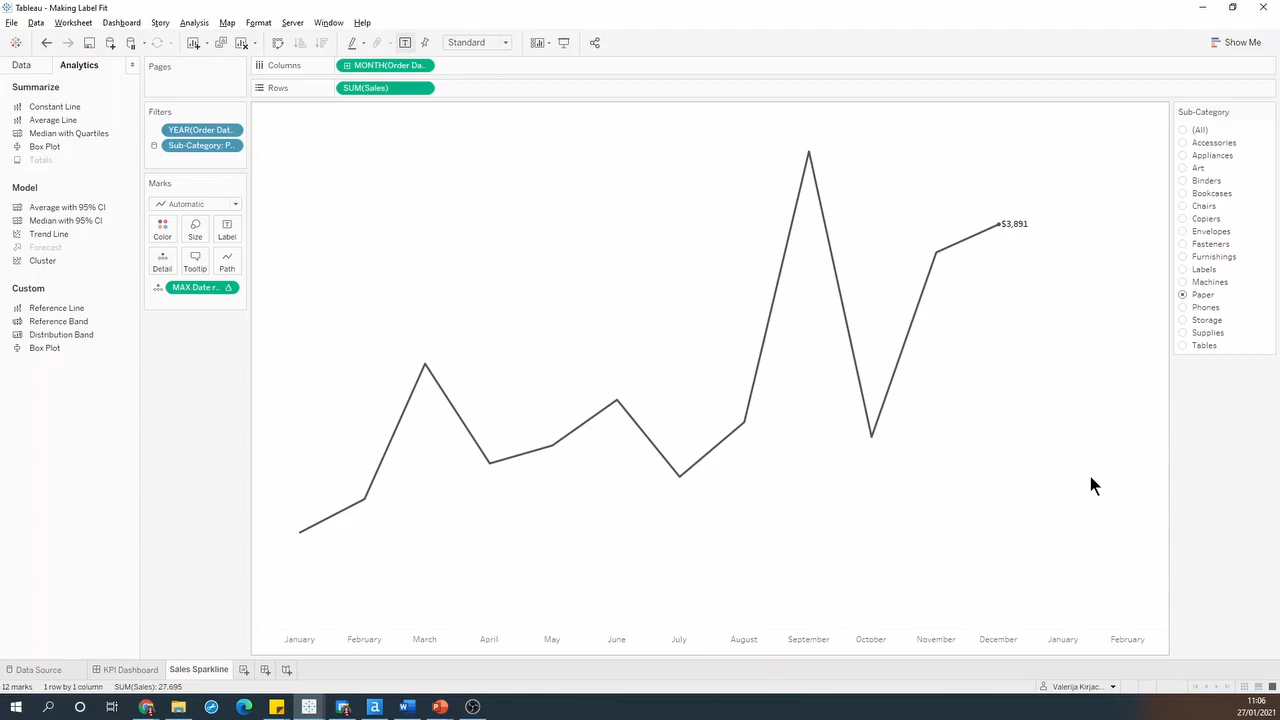 Tableau - Making Label Fit
File Data Worksheet Dashboard Story Analysis Map Format Server Window Help
Standard
Show Me
Data Analytics
Summarize
Constant Line
Average Line
Median with Quartiles
Box Plot
Totals
Model
Average with 95% CI
Median with 95% CI
Trend Line
Forecast
Cluster
Custom
Reference Line
Reference Band
Distribution Band
Box Plot
Pages
Filters
YEAR(Order Dat..
Sub-Category: P..
Marks
Automatic
Color Size Label
Detail Tooltip Path
MAX Date r..
Columns MONTH(Order Da..
Rows SUM(Sales)
$3,891
January February March April May June July August September October November December January February
Sub-Category
(All)
Accessories
Appliances
Art
Binders
Bookcases
Chairs
Copiers
Envelopes
Fasteners
Furnishings
Labels
Machines
Paper
Phones
Storage
Supplies
Tables
Data Source KPI Dashboard Sales Sparkline
12 marks 1 row by 1 column SUM(Sales): 27,695
Valerija Kirjac...
11:06
27/01/2021